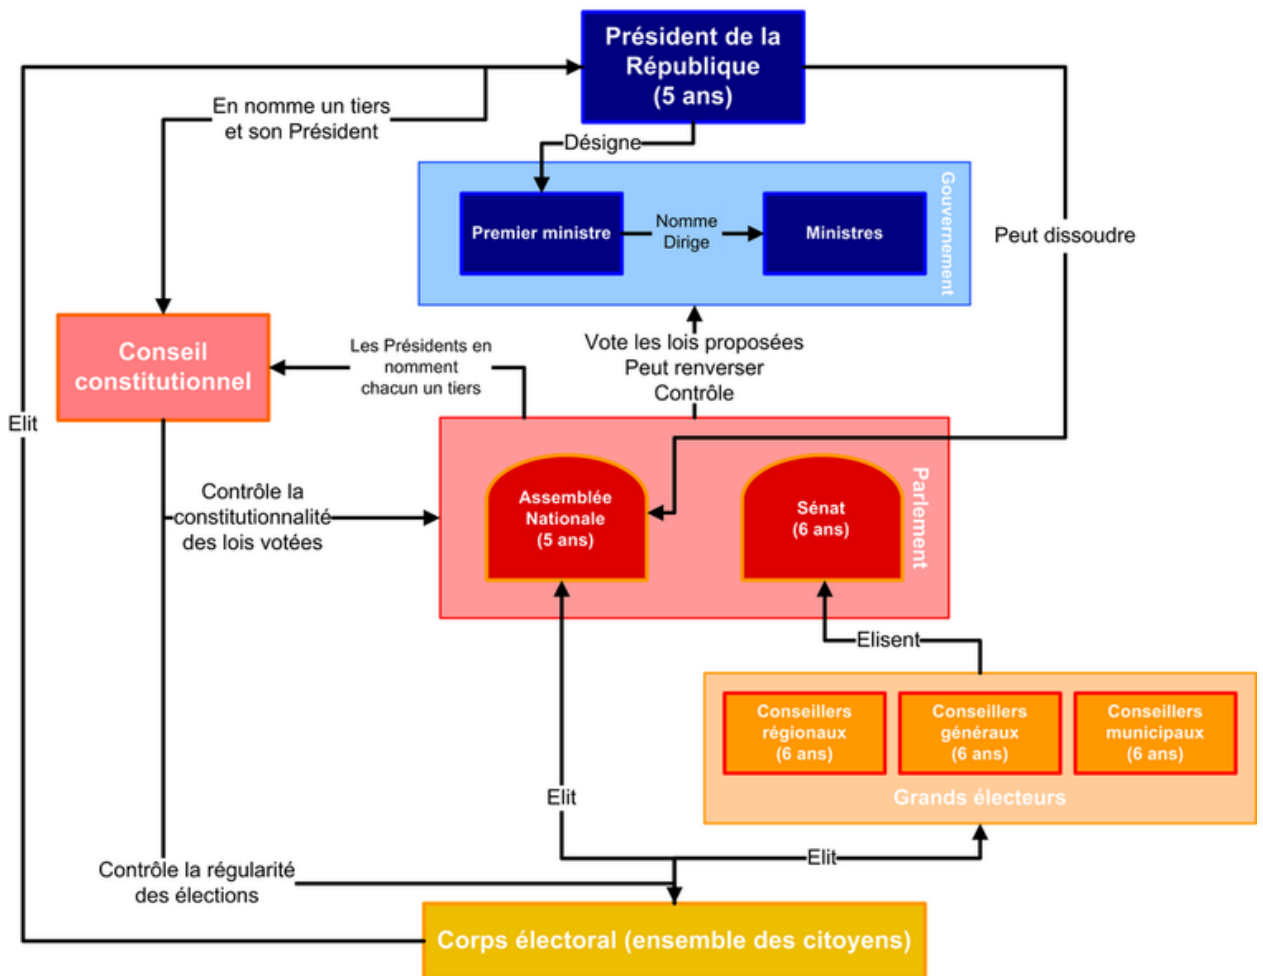 Président de la
République
(5 ans)
En nomme un tiers
et son Président
Désigne
Gouvernement
Premier ministre
Nomme
Dirige
Ministres
Peut dissoudre
Conseil
constitutionnel
Les Présidents en
nomment
chacun un tiers
Vote les lois proposées
Peut renverser
Contrôle
Elit
Parlement
Assemblée
Nationale
(5 ans)
Sénat
(6 ans)
Contrôle la
constitutionnalité
des lois votées
Elisent
Conseillers
régionaux
(6 ans)
Conseillers
généraux
(6 ans)
Conseillers
municipaux
(6 ans)
Grands électeurs
Elit
Elit
Contrôle la régularité
des élections
Corps électoral (ensemble des citoyens)